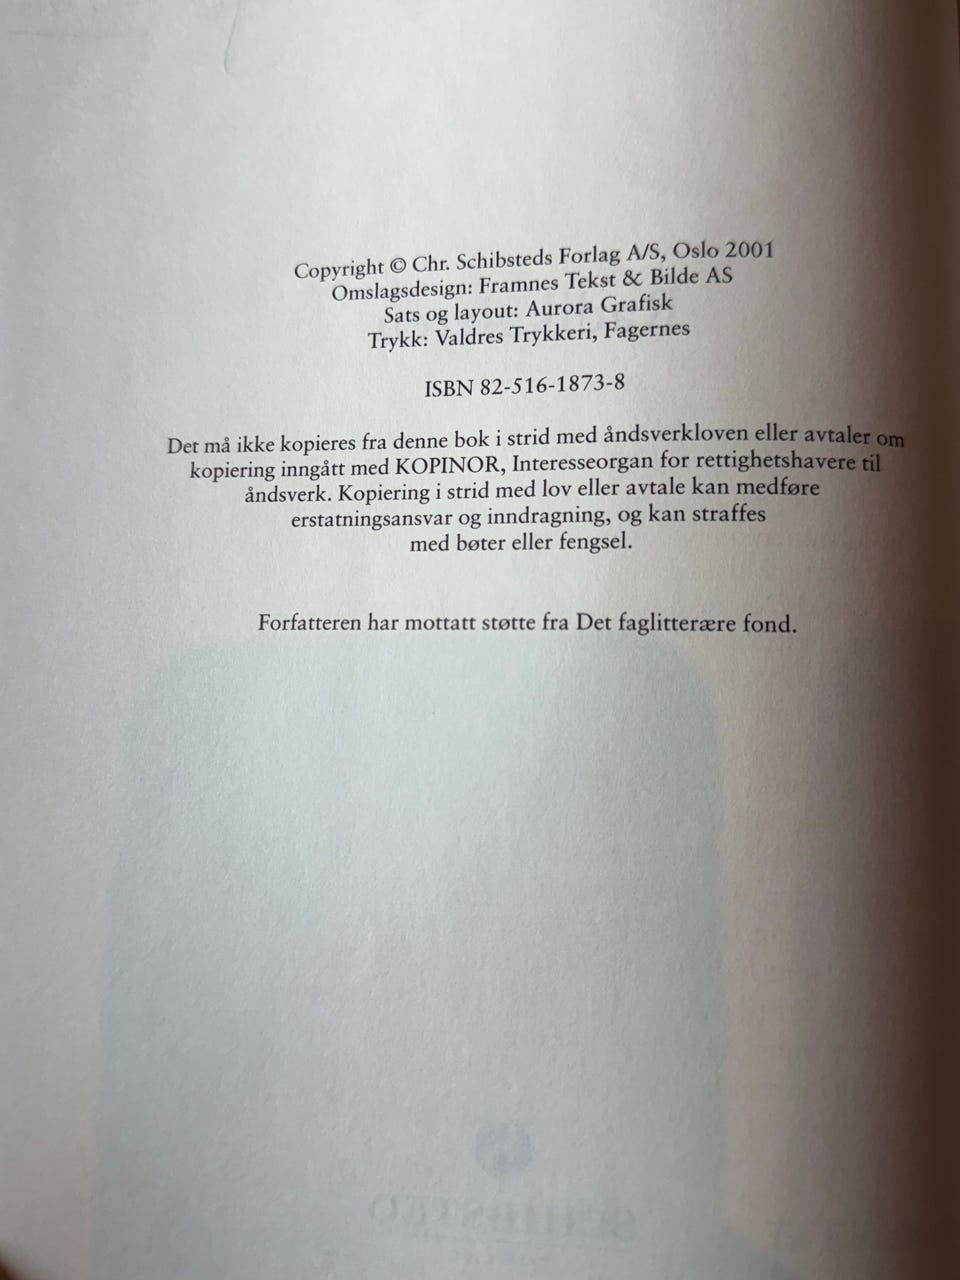 Copyright © Chr. Schibsteds Forlag A/S, Oslo 2001
Omslagsdesign: Framnes Tekst & Bilde AS
Sats og layout: Aurora Grafisk
Trykk: Valdres Trykkeri, Fagernes
ISBN 82-516-1873-8
Det må ikke kopieres fra denne bok i strid med åndsverkloven eller avtaler om
kopiering inngått med KOPINOR, Interesseorgan for rettighetshavere til
åndsverk. Kopiering i strid med lov eller avtale kan medføre
erstatningsansvar og inndragning, og kan straffes
med bøter eller fengsel.
Forfatteren har mottatt støtte fra Det faglitterære fond.